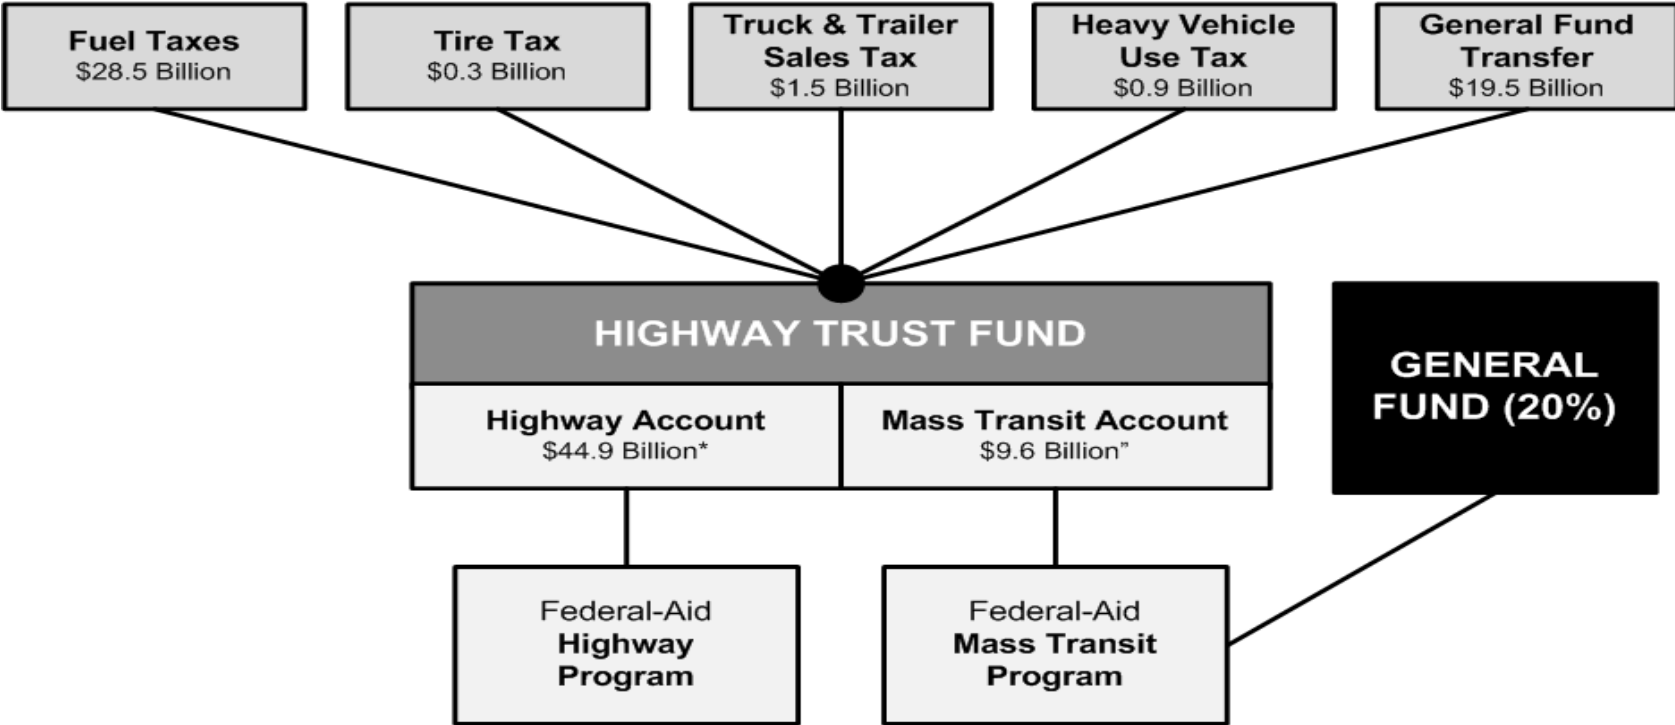 Fuel Taxes
$28.5 Billion
Tire Tax
$0.3 Billion
Truck & Trailer
Sales Tax
$1.5 Billion
Heavy Vehicle
Use Tax
$0.9 Billion
General Fund
Transfer
$19.5 Billion
HIGHWAY TRUST FUND
Highway Account
$44.9 Billion*
Mass Transit Account
$9.6 Billion”
GENERAL
FUND (20%)
Federal-Aid
Highway
Program
Federal-Aid
Mass Transit
Program